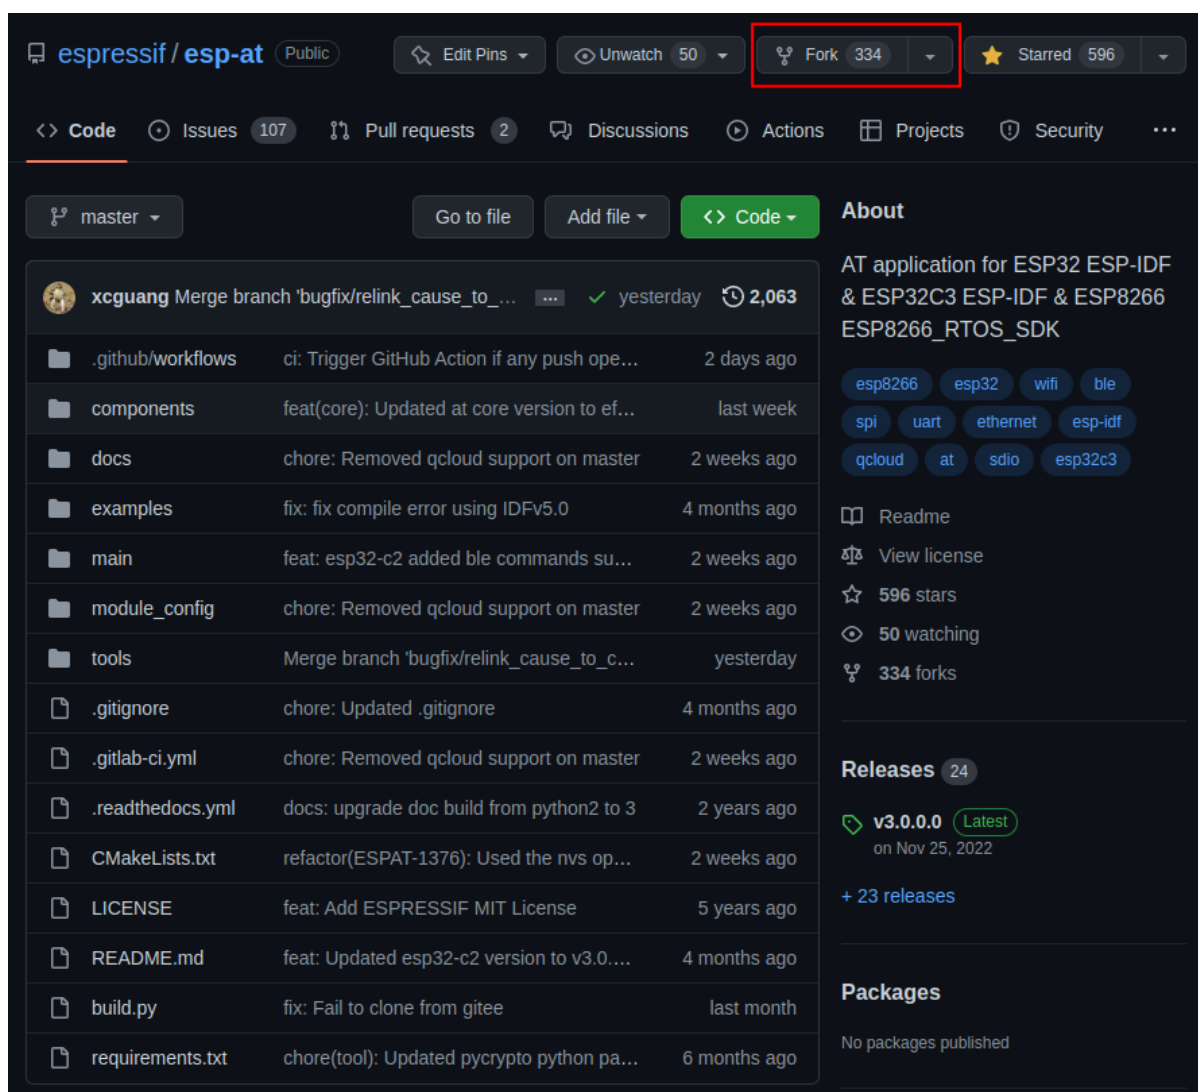 espressif / esp-at Public Edit Pins Unwatch 50 Fork 334 Starred 596
Code Issues 107 Pull requests 2 Discussions Actions Projects Security ...
master Go to file Add file Code
xcguang Merge branch 'bugfix/relink_cause_to_... ... yesterday 2,063
.github/workflows ci: Trigger GitHub Action if any push ope... 2 days ago
components feat(core): Updated at core version to ef... last week
docs chore: Removed qcloud support on master 2 weeks ago
examples fix: fix compile error using IDFv5.0 4 months ago
main feat: esp32-c2 added ble commands su... 2 weeks ago
module_config chore: Removed qcloud support on master 2 weeks ago
tools Merge branch 'bugfix/relink_cause_to_c... yesterday
.gitignore chore: Updated .gitignore 4 months ago
.gitlab-ci.yml chore: Removed qcloud support on master 2 weeks ago
.readthedocs.yml docs: upgrade doc build from python2 to 3 2 years ago
CMakeLists.txt refactor(ESPAT-1376): Used the nvs op... 2 weeks ago
LICENSE feat: Add ESPRESSIF MIT License 5 years ago
README.md feat: Updated esp32-c2 version to v3.0.... 4 months ago
build.py fix: Fail to clone from gitee last month
requirements.txt chore(tool): Updated pycrypto python pa... 6 months ago
About
AT application for ESP32 ESP-IDF
& ESP32C3 ESP-IDF & ESP8266
ESP8266_RTOS_SDK
esp8266 esp32 wifi ble
spi uart ethernet esp-idf
qcloud at sdio esp32c3
Readme
View license
596 stars
50 watching
334 forks
Releases 24
v3.0.0.0 Latest
on Nov 25, 2022
+ 23 releases
Packages
No packages published